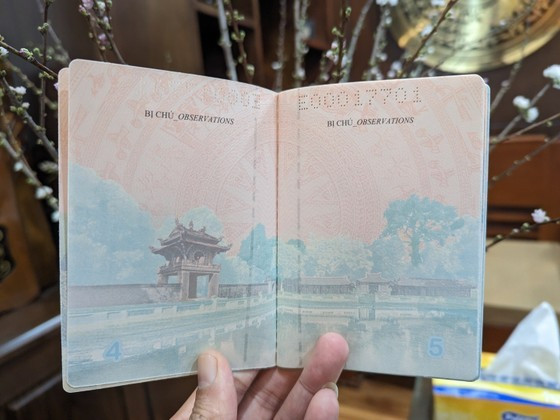 BỊ CHÚ_OBSERVATIONS
4
E00017701
BỊ CHÚ_OBSERVATIONS
5